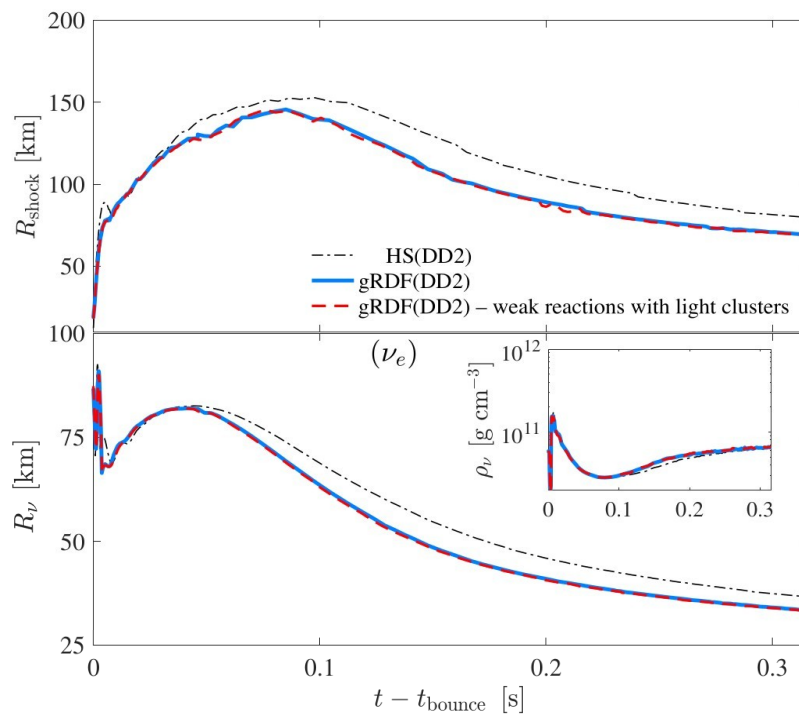 200
150
100
50
R_shock [km]
HS(DD2)
gRDF(DD2)
gRDF(DD2) – weak reactions with light clusters
100
75
50
25
R_ν [km]
(ν_e)
10^12
10^11
ρ_ν [g cm^−3]
0 0.1 0.2 0.3
0 0.1 0.2 0.3
t − t_bounce [s]